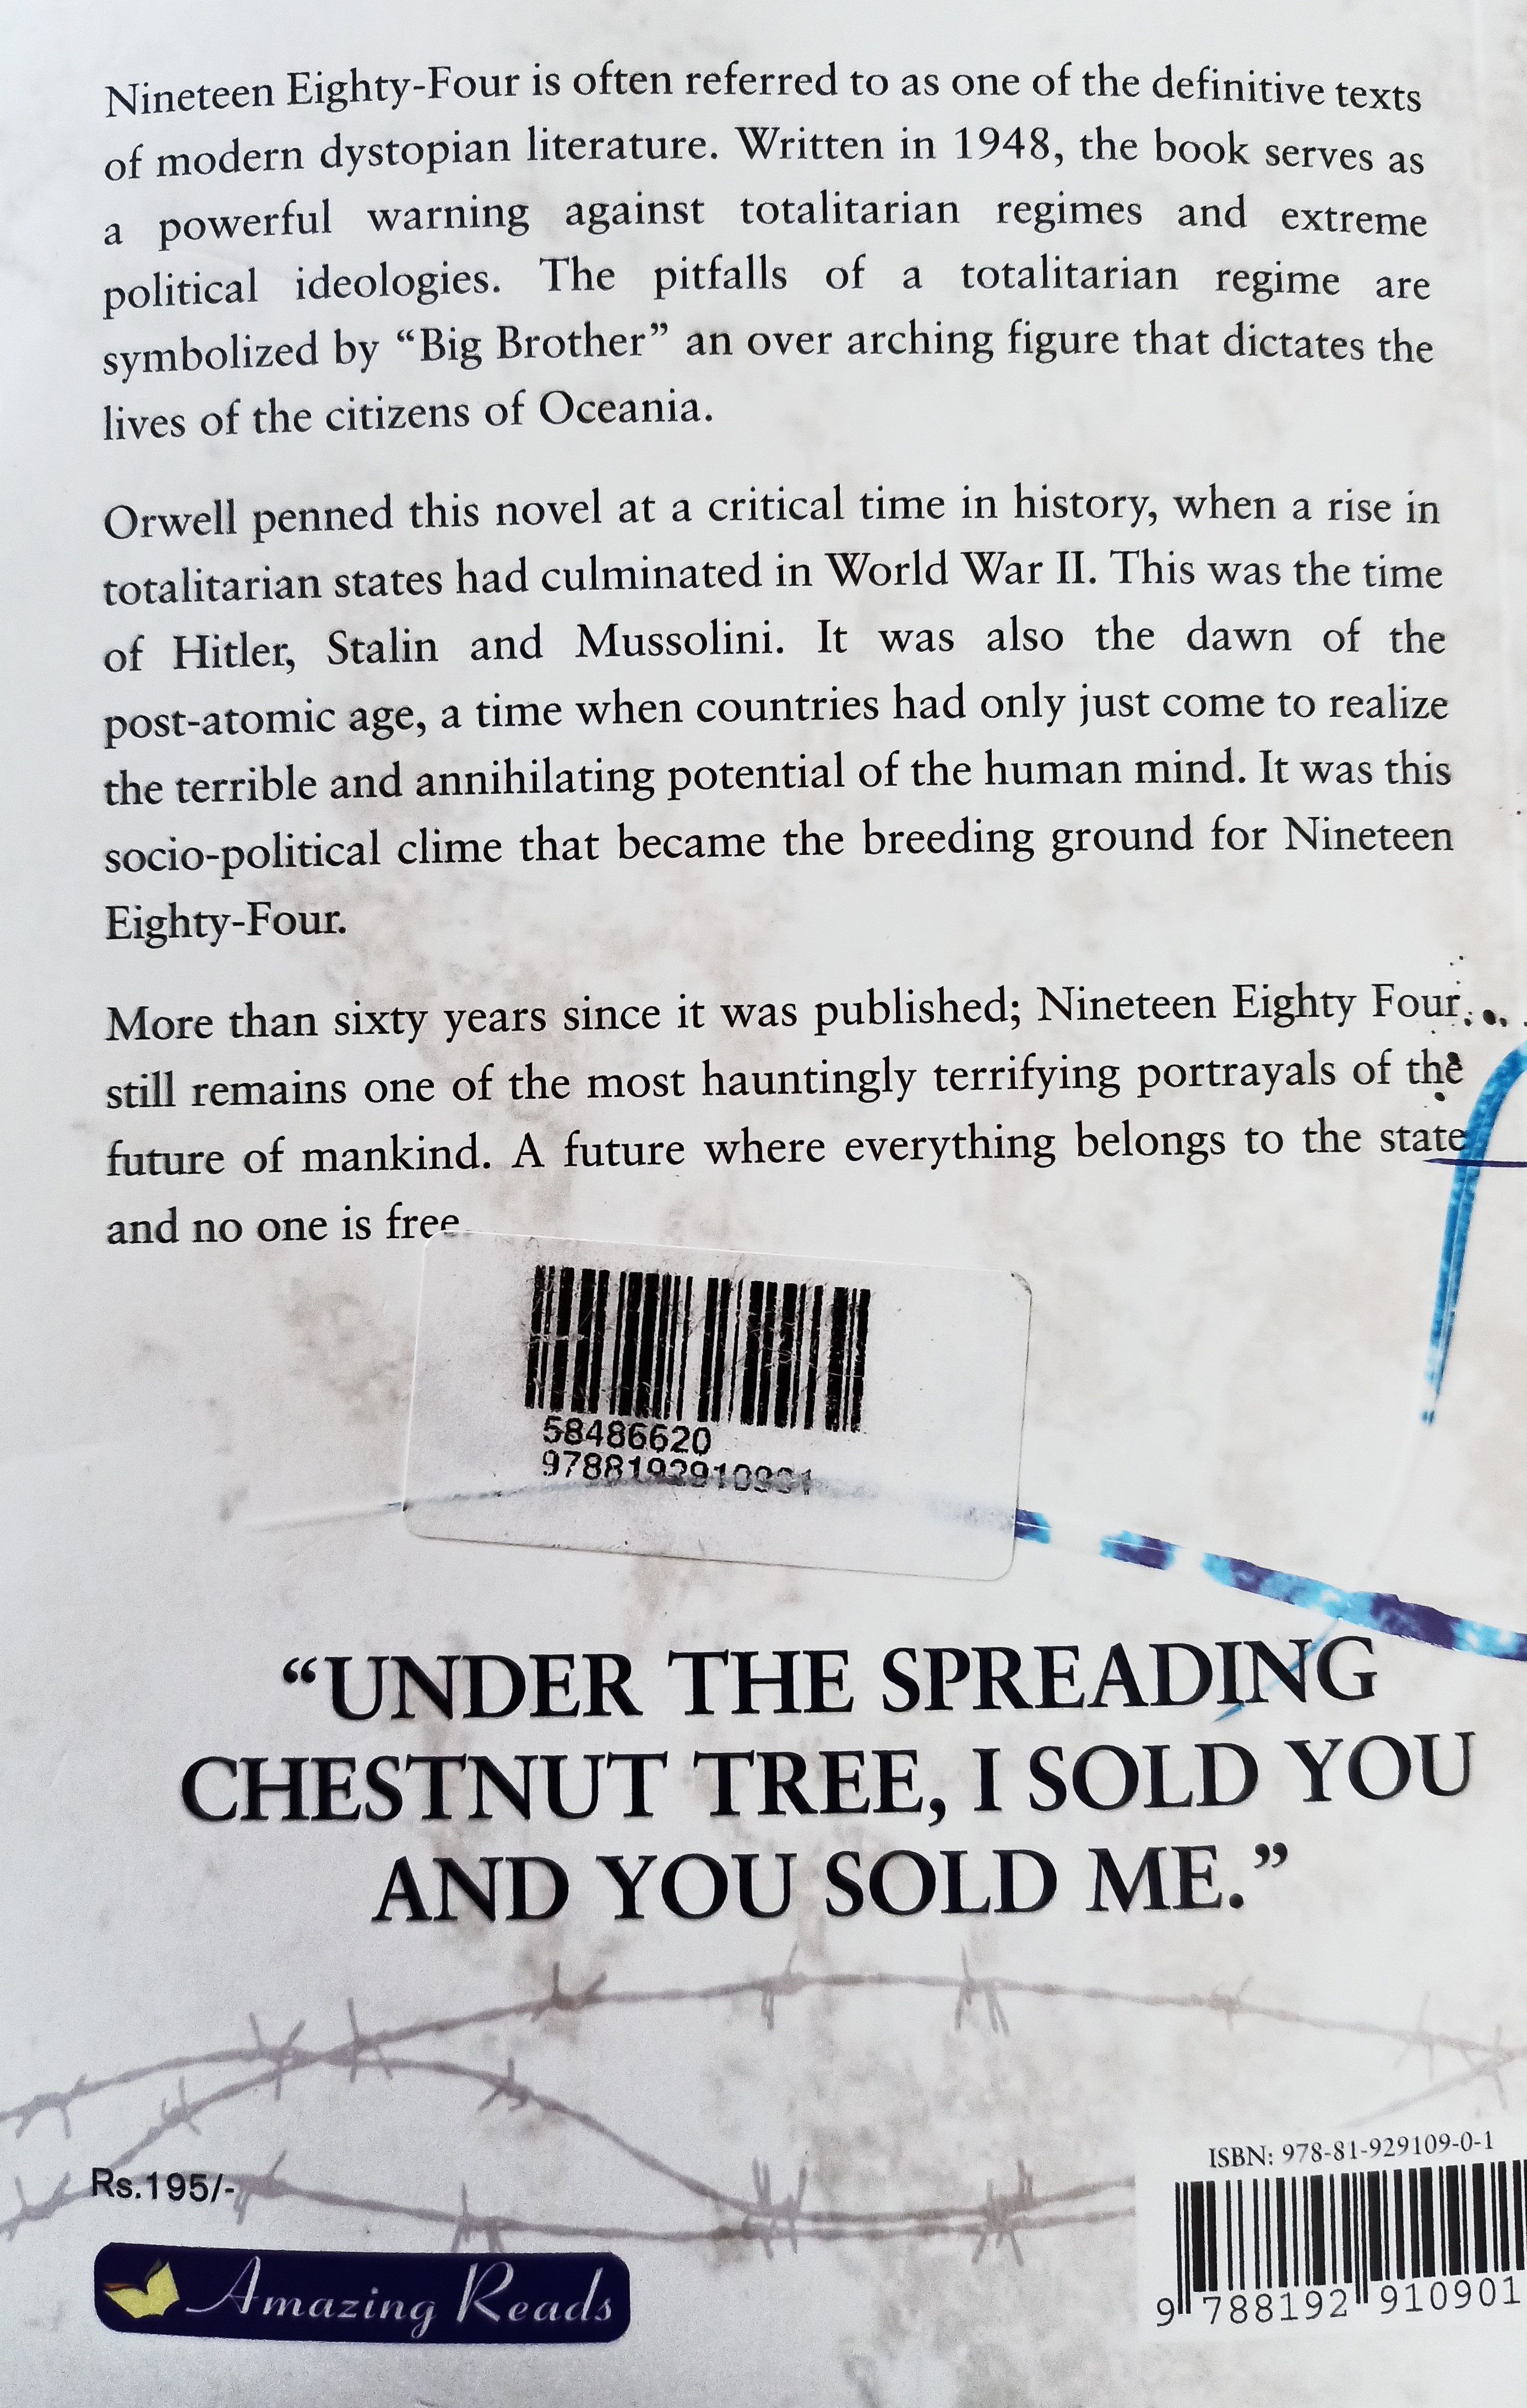 Nineteen Eighty-Four is often referred to as one of the definitive texts
of modern dystopian literature. Written in 1948, the book serves as
a powerful warning against totalitarian regimes and extreme
political ideologies. The pitfalls of a totalitarian regime are
symbolized by “Big Brother” an over arching figure that dictates the
lives of the citizens of Oceania.
Orwell penned this novel at a critical time in history, when a rise in
totalitarian states had culminated in World War II. This was the time
of Hitler, Stalin and Mussolini. It was also the dawn of the
post-atomic age, a time when countries had only just come to realize
the terrible and annihilating potential of the human mind. It was this
socio-political clime that became the breeding ground for Nineteen
Eighty-Four.
More than sixty years since it was published; Nineteen Eighty Four
still remains one of the most hauntingly terrifying portrayals of the
future of mankind. A future where everything belongs to the state
and no one is free.
58486620
9788192910901
“UNDER THE SPREADING
CHESTNUT TREE, I SOLD YOU
AND YOU SOLD ME.”
Rs.195/-
Amazing Reads
ISBN: 978-81-929109-0-1
9 788192 910901